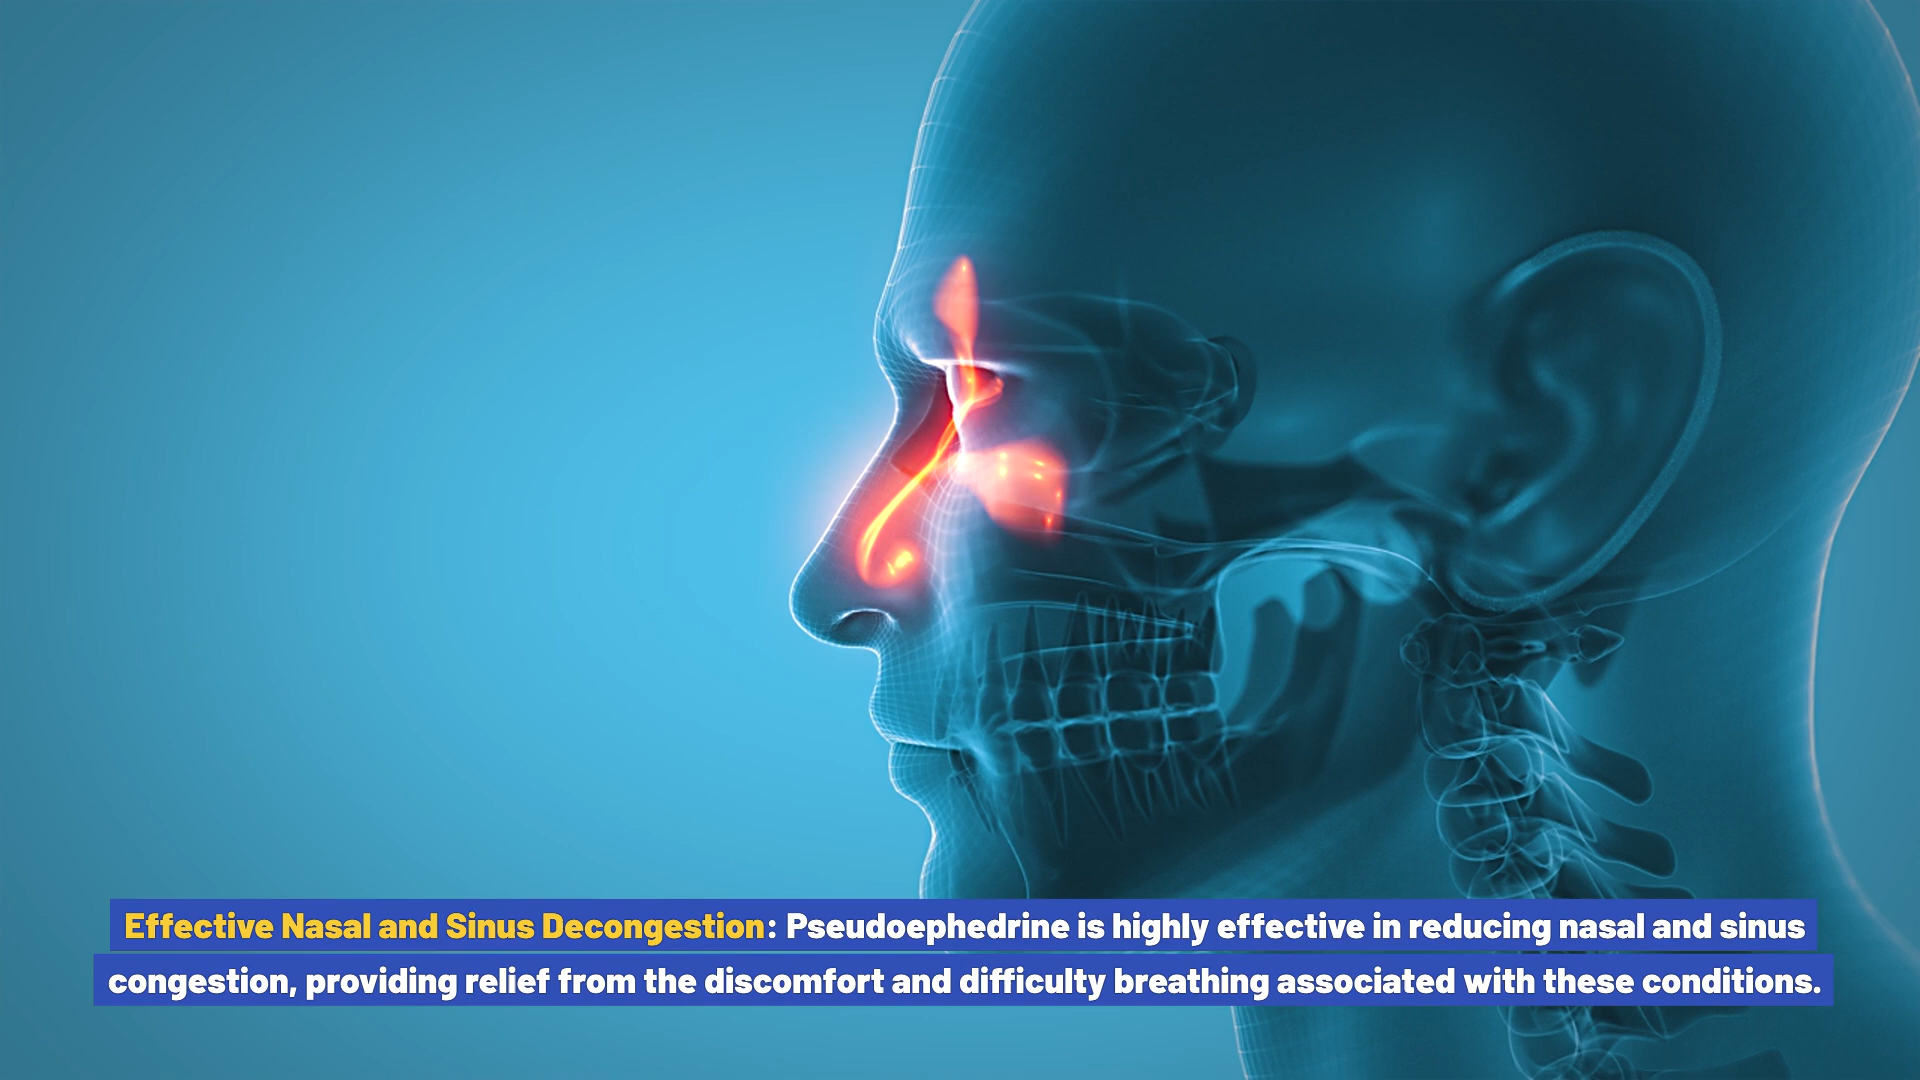 Effective Nasal and Sinus Decongestion: Pseudoephedrine is highly effective in reducing nasal and sinus
congestion, providing relief from the discomfort and difficulty breathing associated with these conditions.